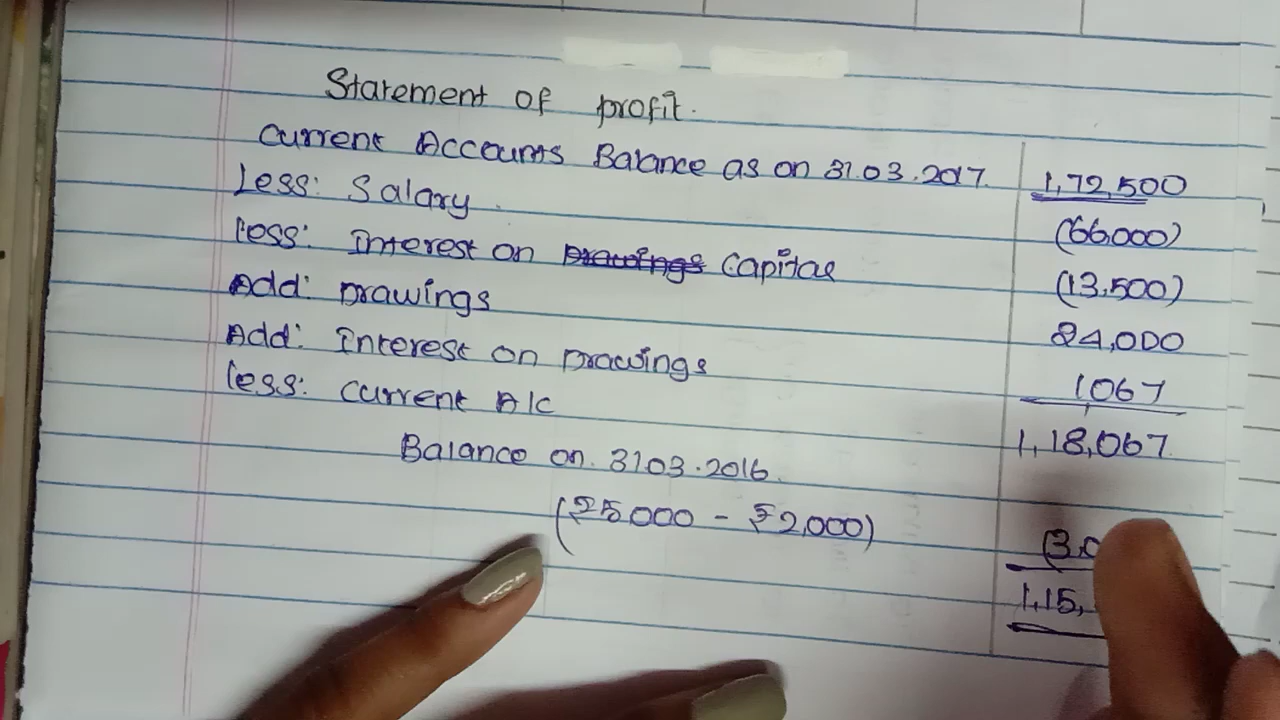 Statement of profit.
Current Accounts Balance as on 31.03.2017. 1,72,500
Less: Salary (66,000)
Less: Interest on Drawings Capital (13,500)
Add: Drawings 24,000
Add: Interest on Drawings 1067
Less: Current A/c 1,18,067
Balance on 31.03.2016.
(₹5000 - ₹2,000)